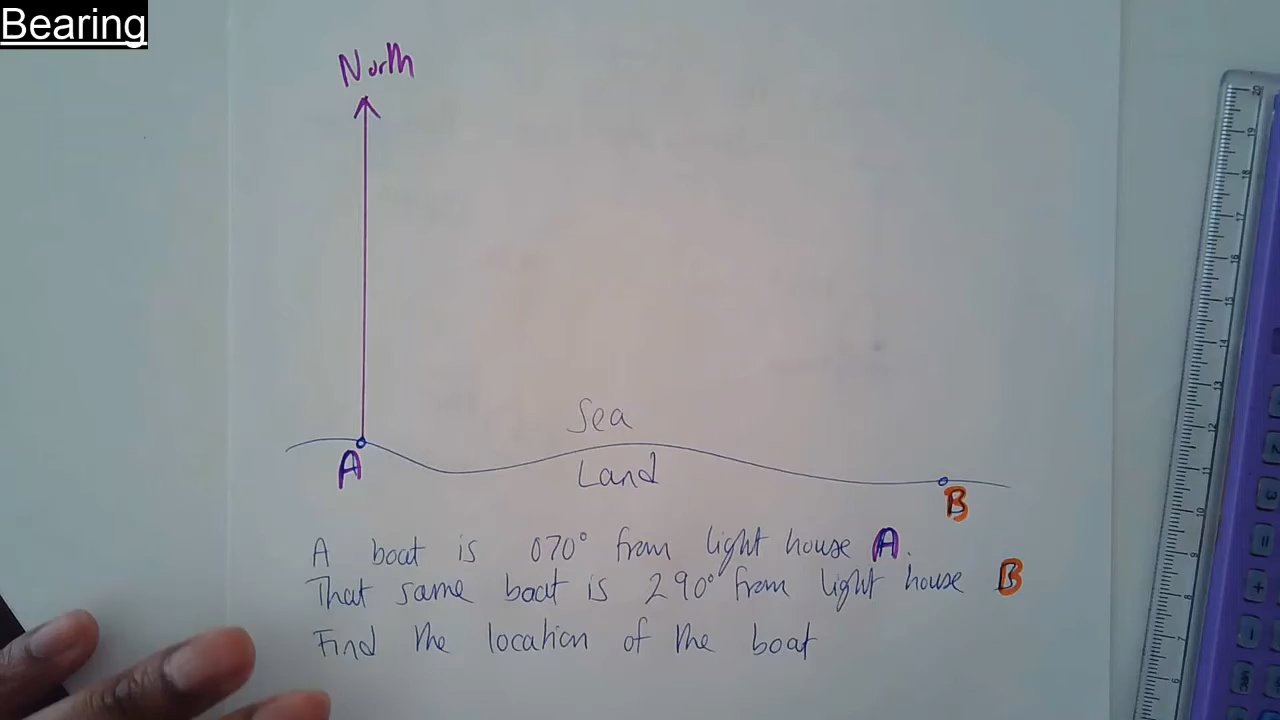 Bearing
North
Sea
Land
A
B
A boat is 070° from light house A.
That same boat is 290° from light house B
Find the location of the boat